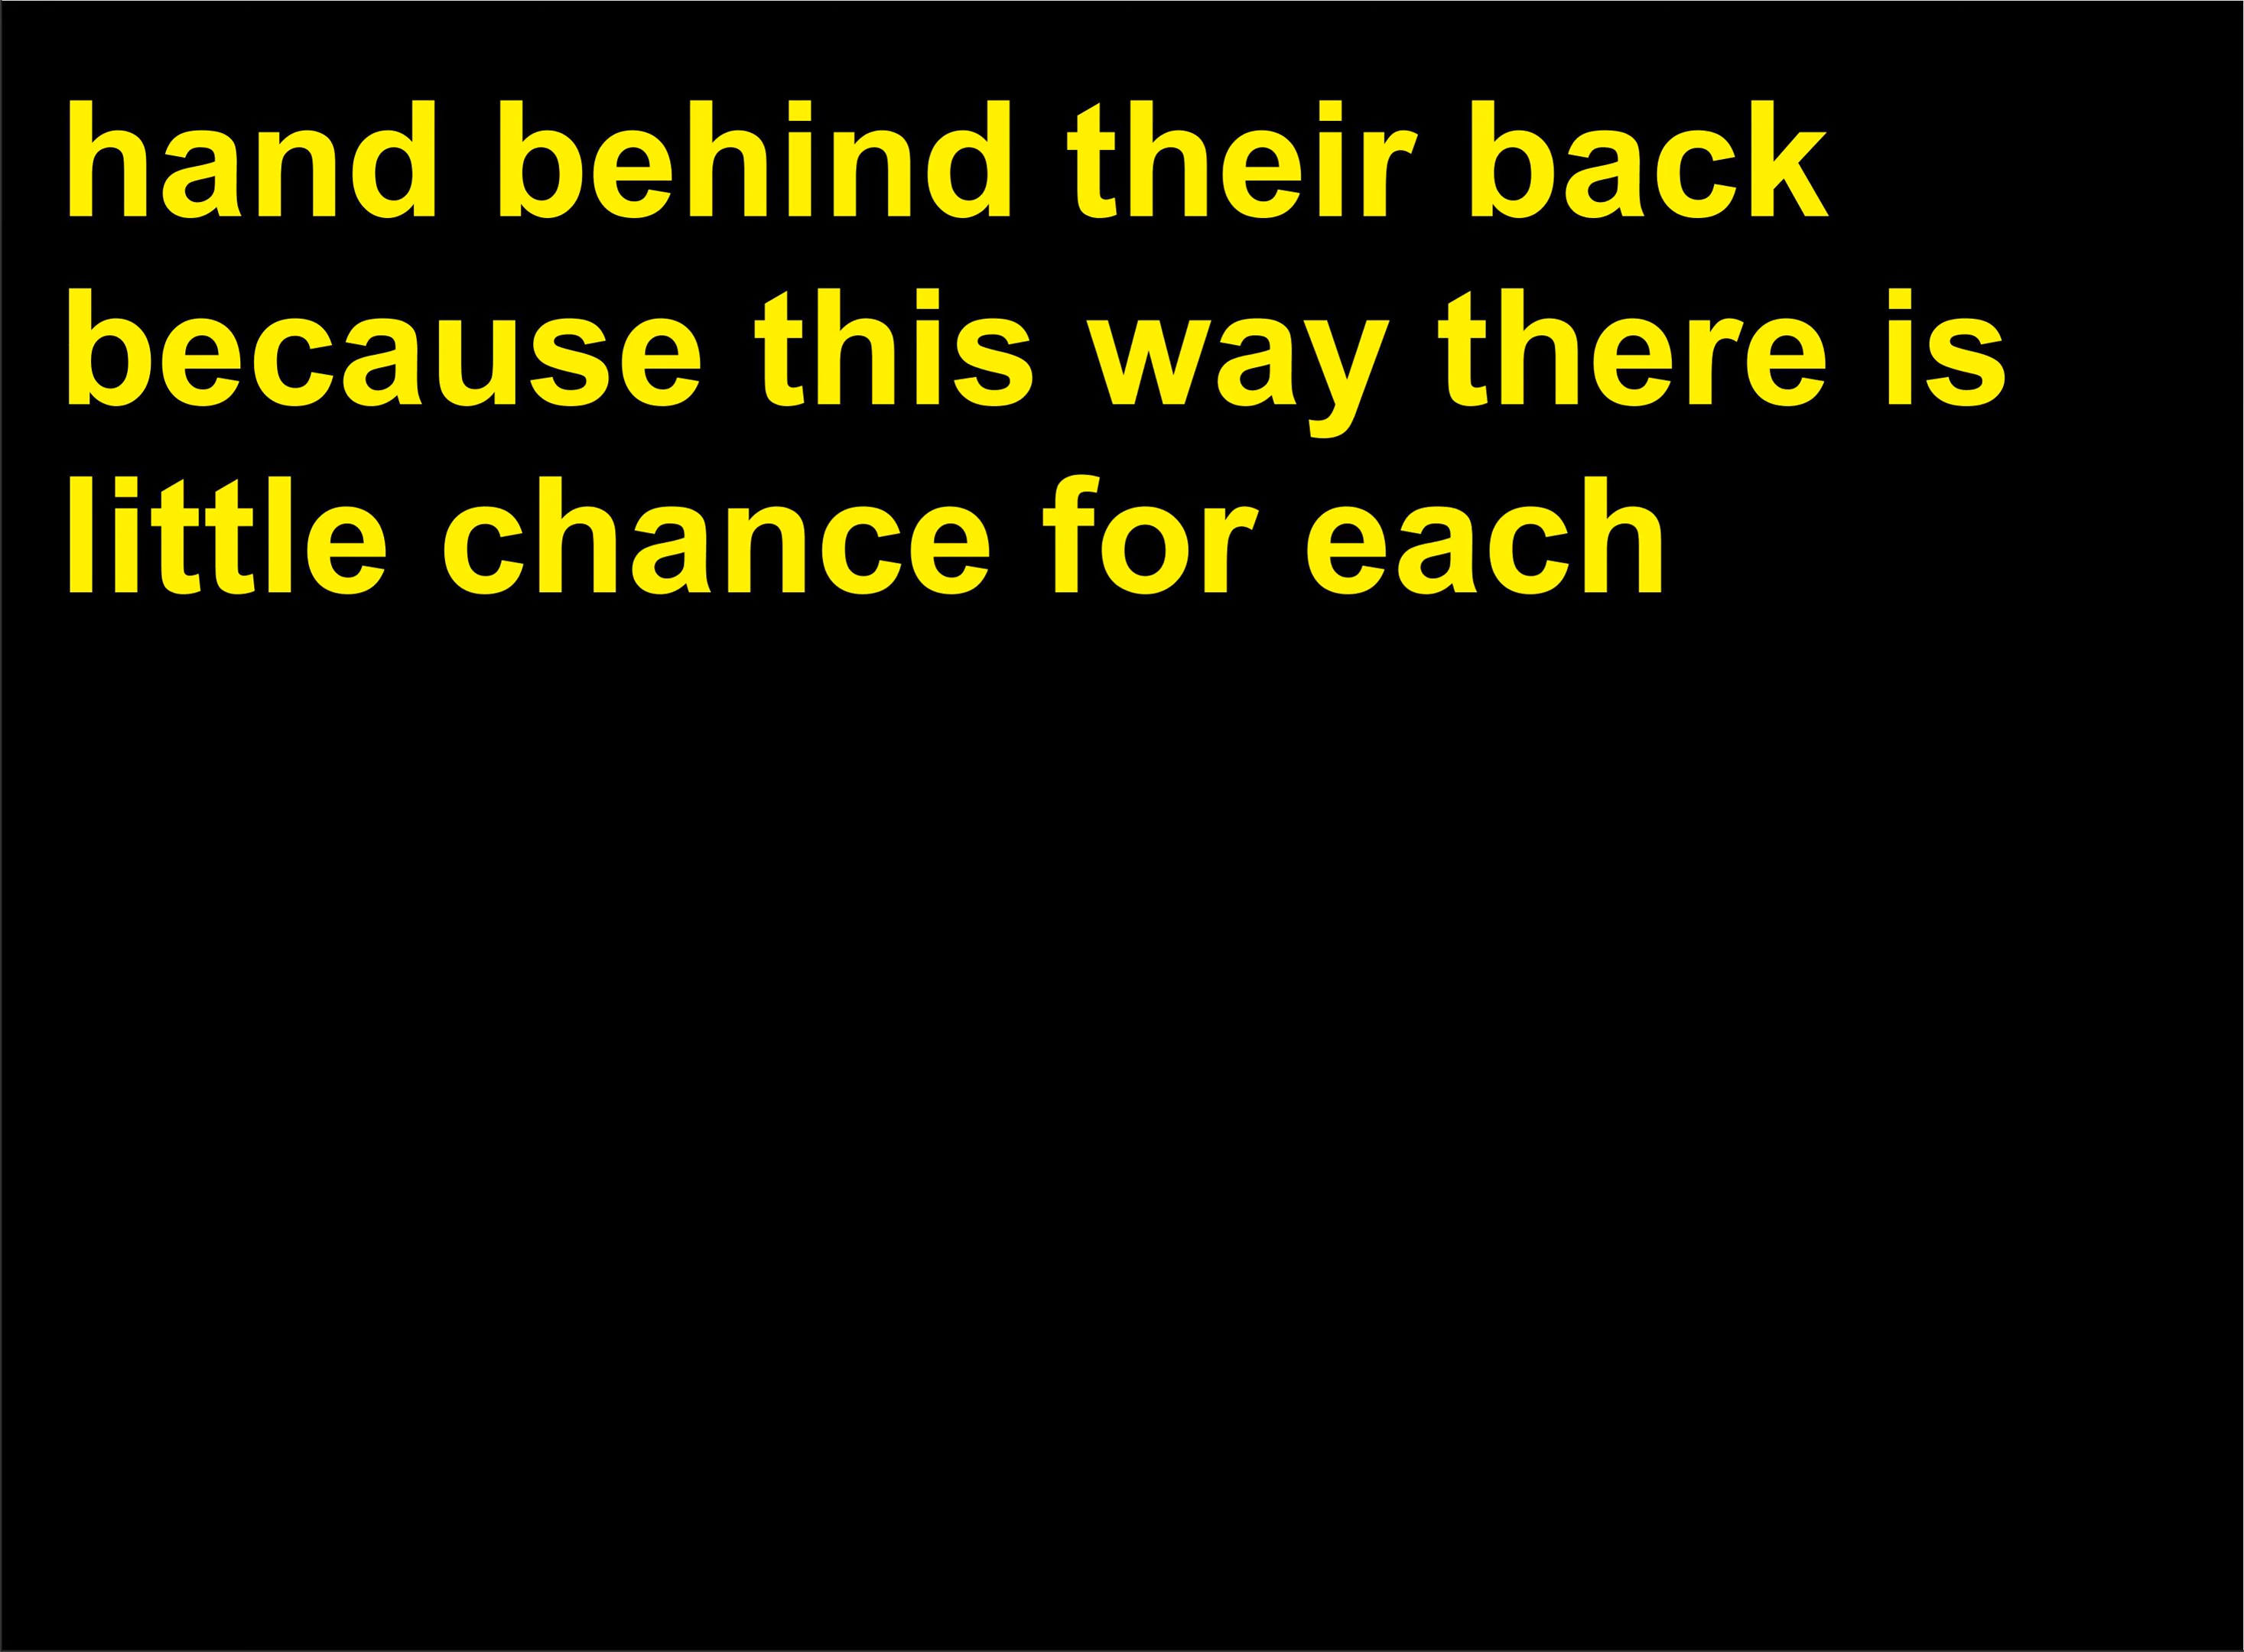 hand behind their back
because this way there is
little chance for each